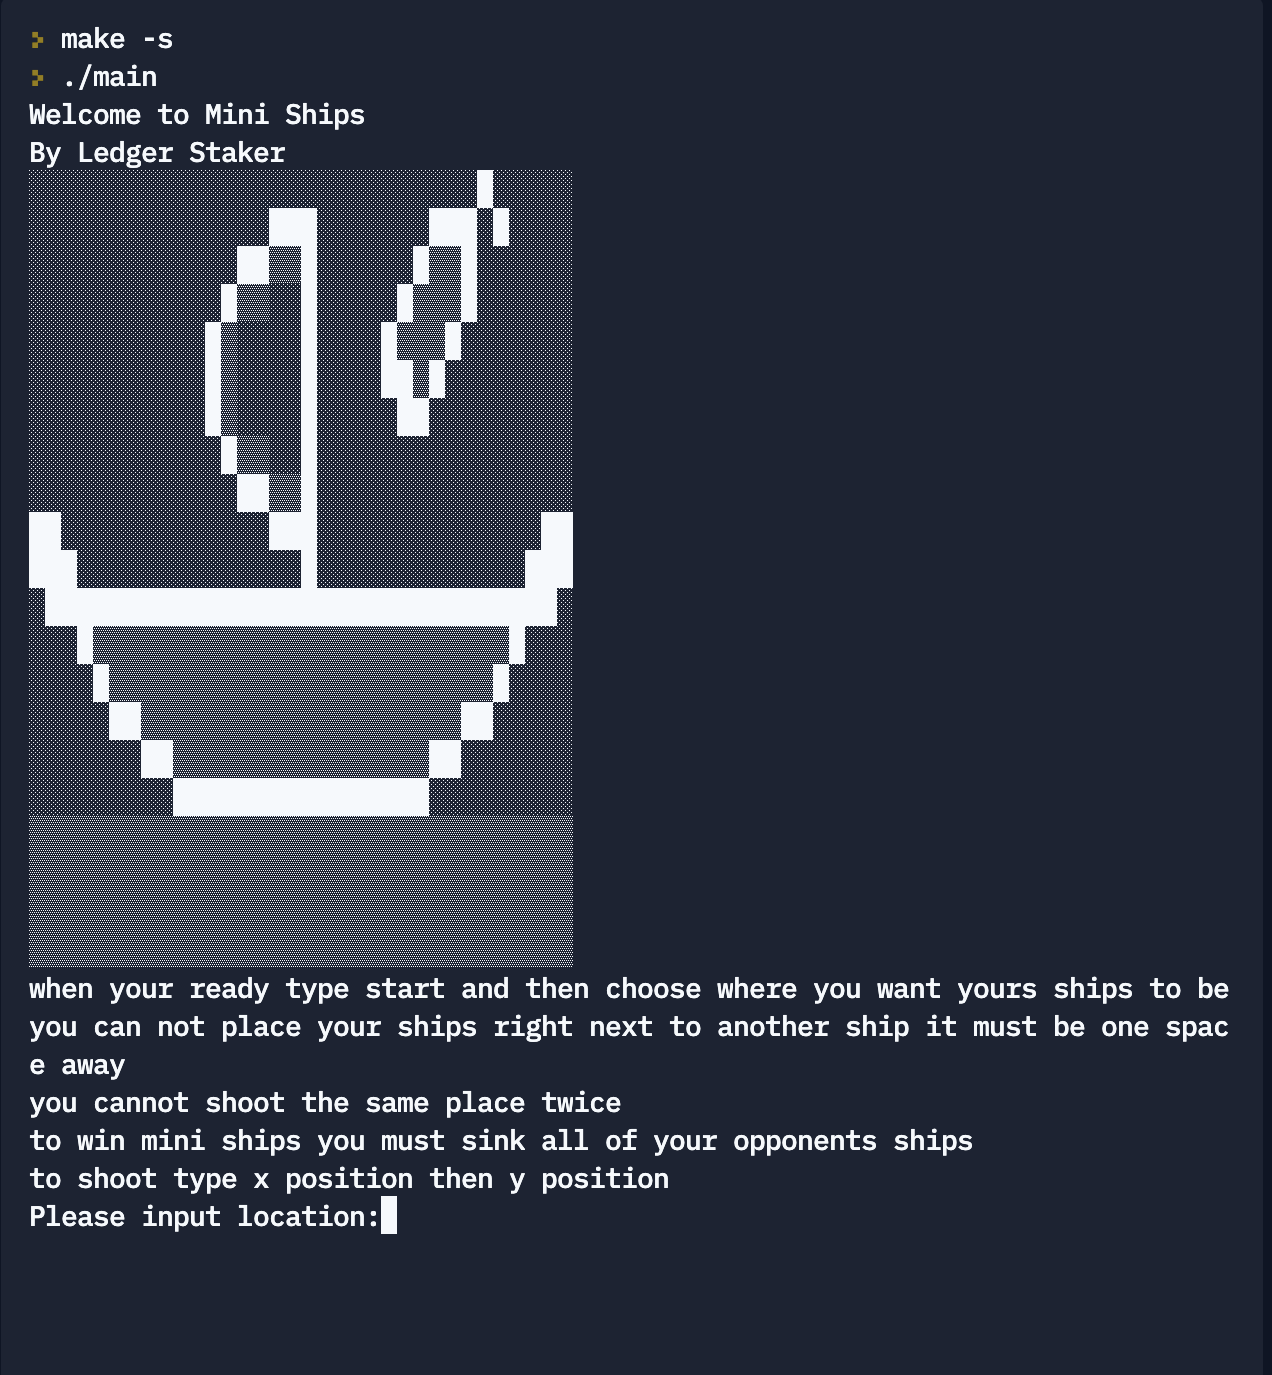 make -s
./main
Welcome to Mini Ships
By Ledger Staker
when your ready type start and then choose where you want yours ships to be
you can not place your ships right next to another ship it must be one spac
e away
you cannot shoot the same place twice
to win mini ships you must sink all of your opponents ships
to shoot type x position then y position
Please input location: